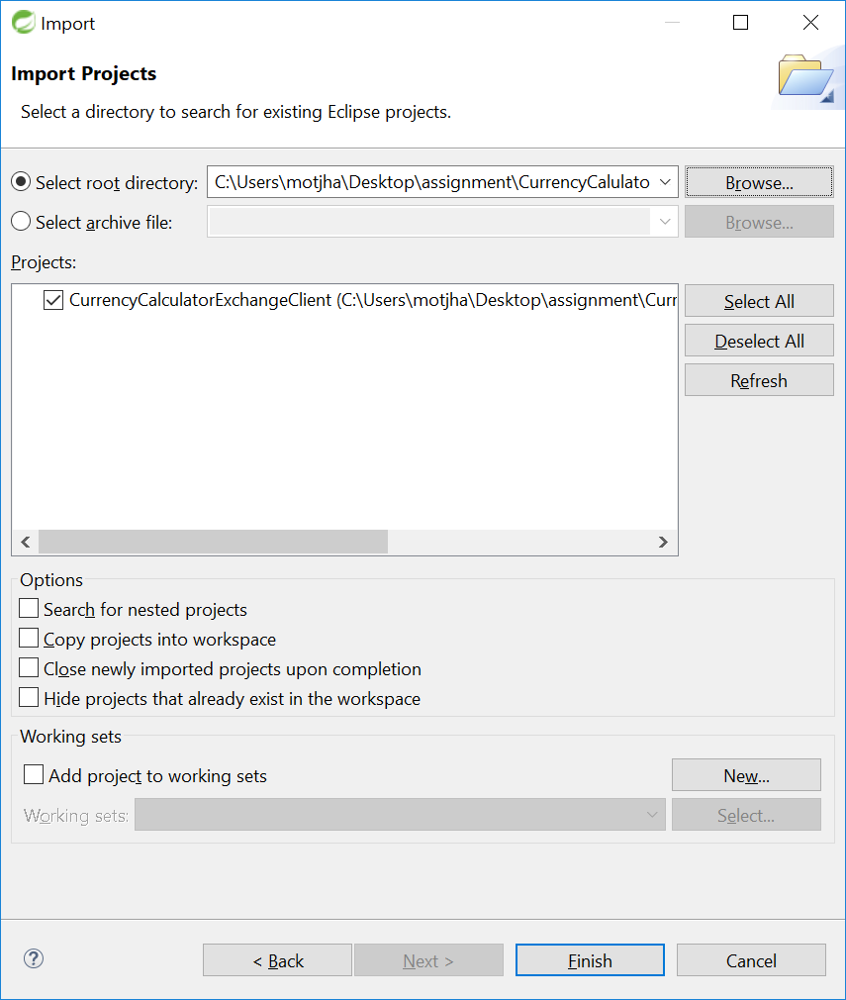 Import
Import Projects
Select a directory to search for existing Eclipse projects.
Select root directory: C:\Users\motjha\Desktop\assignment\CurrencyCalulato Browse...
Select archive file: Browse...
Projects:
CurrencyCalculatorExchangeClient (C:\Users\motjha\Desktop\assignment\Curr
Select All
Deselect All
Refresh
Options
Search for nested projects
Copy projects into workspace
Close newly imported projects upon completion
Hide projects that already exist in the workspace
Working sets
Add project to working sets New...
Working sets: Select...
? < Back Next > Finish Cancel